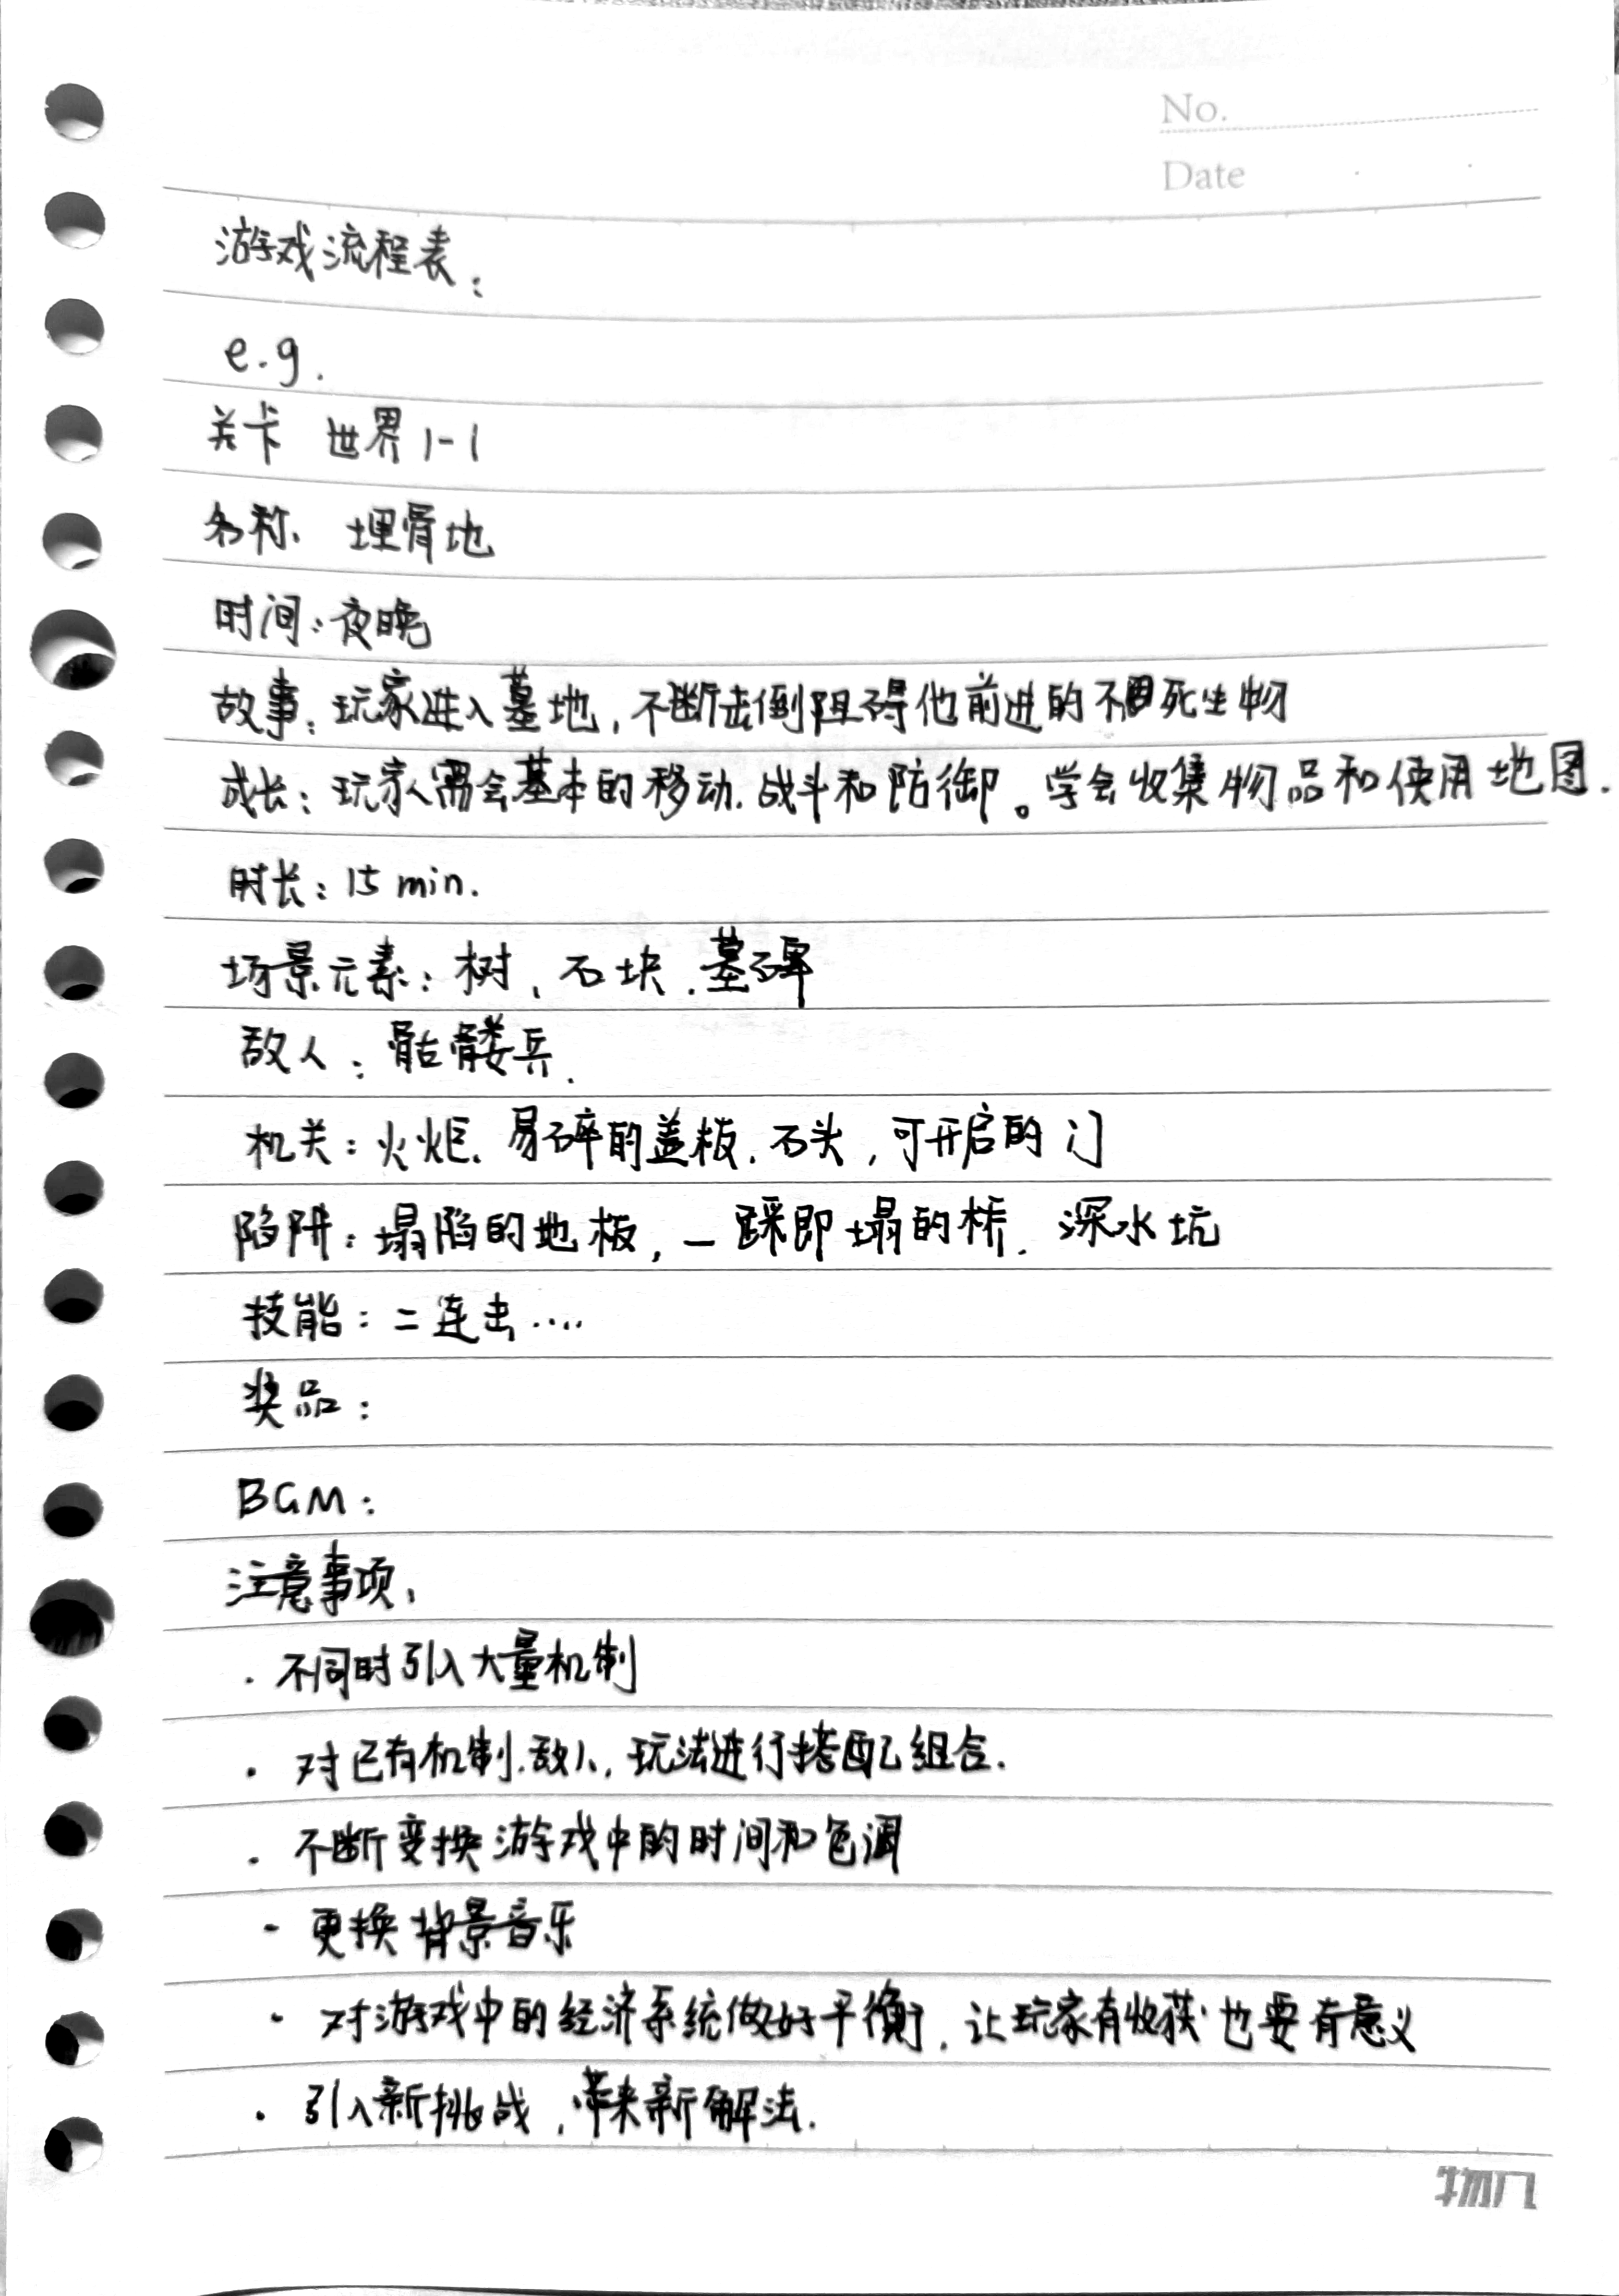 No.
Date
游戏流程表：
e.g.
关卡 世界1-1
名称 埋骨地
时间：夜晚
故事：玩家进入墓地，不断击倒阻碍他前进的不死生物
成长：玩家需会基本的移动、战斗和防御。学会收集物品和使用地图.
时长：15 min.
场景元素：树、石块、墓碑
敌人：骷髅兵.
机关：火炬、易碎的盖板、石头，可开启的门
陷阱：塌陷的地板，一踩即塌的桥、深水坑
技能：二连击....
奖品：
BGM：
注意事项：
· 不同时引入大量机制
· 对已有机制、敌人，玩法进行搭配组合.
· 不断变换游戏中的时间和色调
· 更换背景音乐
· 对游戏中的经济系统做好平衡，让玩家有收获也要有意义
· 引入新挑战，带来新解法.
物几